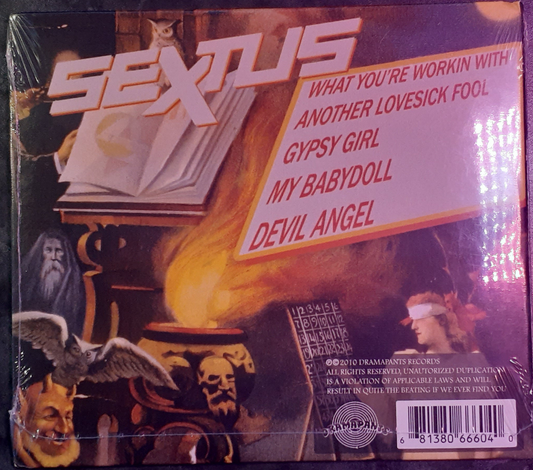 SEXTUS
WHAT YOU'RE WORKIN WITH
ANOTHER LOVESICK FOOL
GYPSY GIRL
MY BABYDOLL
DEVIL ANGEL
℗© 2010 DRAMAPANTS RECORDS
ALL RIGHTS RESERVED, UNAUTORIZED DUPLICATION
IS A VIOLATION OF APPLICABLE LAWS AND WILL
RESULT IN QUITE THE BEATING IF WE EVER FIND YOU
6 81380 66604 0